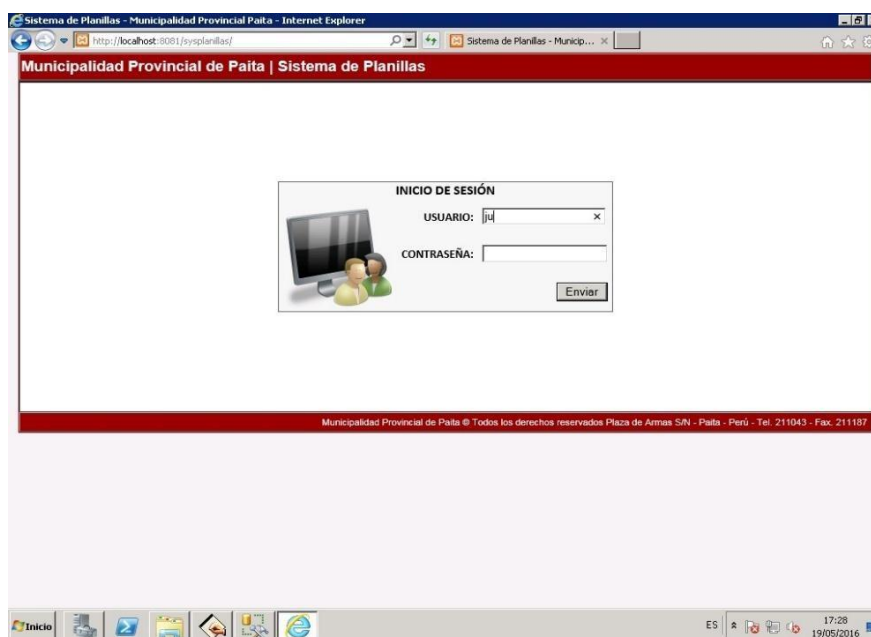 Sistema de Planillas - Municipalidad Provincial Paita - Internet Explorer
http://localhost:8081/sysplanillas/
Sistema de Planillas - Municip...
Municipalidad Provincial de Paita | Sistema de Planillas
INICIO DE SESIÓN
USUARIO: ju
CONTRASEÑA:
Enviar
Municipalidad Provincial de Paita © Todos los derechos reservados Plaza de Armas S/N - Paita - Perú - Tel. 211043 - Fax. 211187
Inicio
ES
17:28
19/05/2016